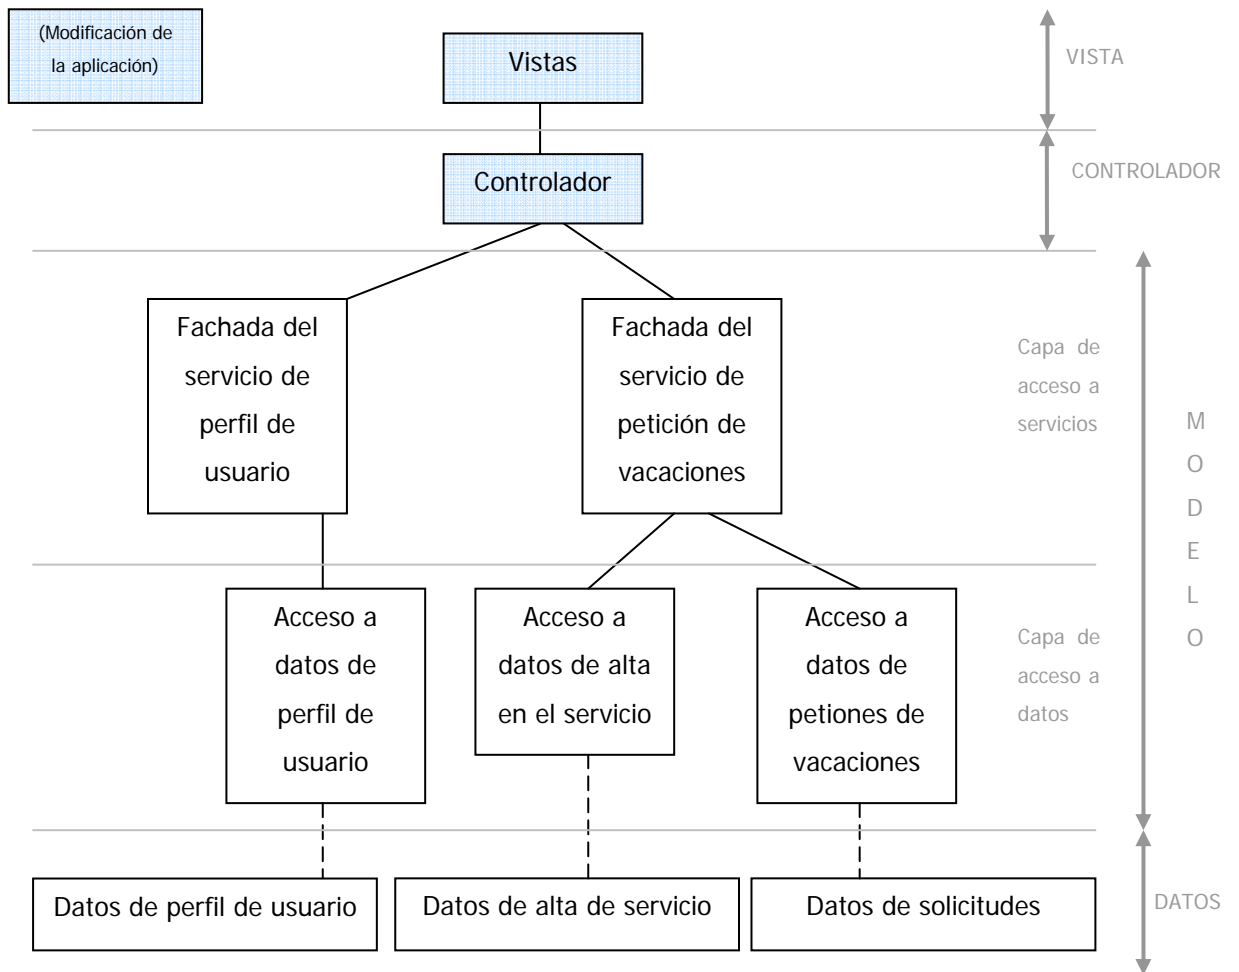 (Modificación de
la aplicación)
Vistas
VISTA
Controlador
CONTROLADOR
Fachada del
servicio de
perfil de
usuario
Fachada del
servicio de
petición de
vacaciones
Capa de
acceso a
servicios
M
O
D
E
L
O
Acceso a
datos de
perfil de
usuario
Acceso a
datos de alta
en el servicio
Acceso a
datos de
petiones de
vacaciones
Capa de
acceso a
datos
Datos de perfil de usuario
Datos de alta de servicio
Datos de solicitudes
DATOS